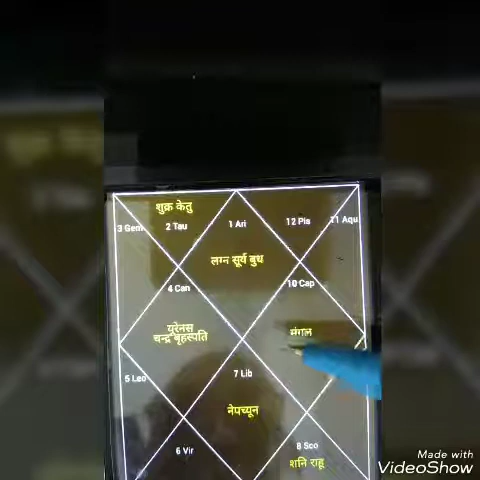 शुक्र केतु
3 Gem
2 Tau
1 Ari
12 Pis
11 Aqu
लग्न सूर्य बुध
4 Can
10 Cap
यूरेनस
चन्द्र बृहस्पति
मंगल
5 Leo
7 Lib
नेपच्यून
6 Vir
8 Sco
शनि राहू
Made with
VideoShow